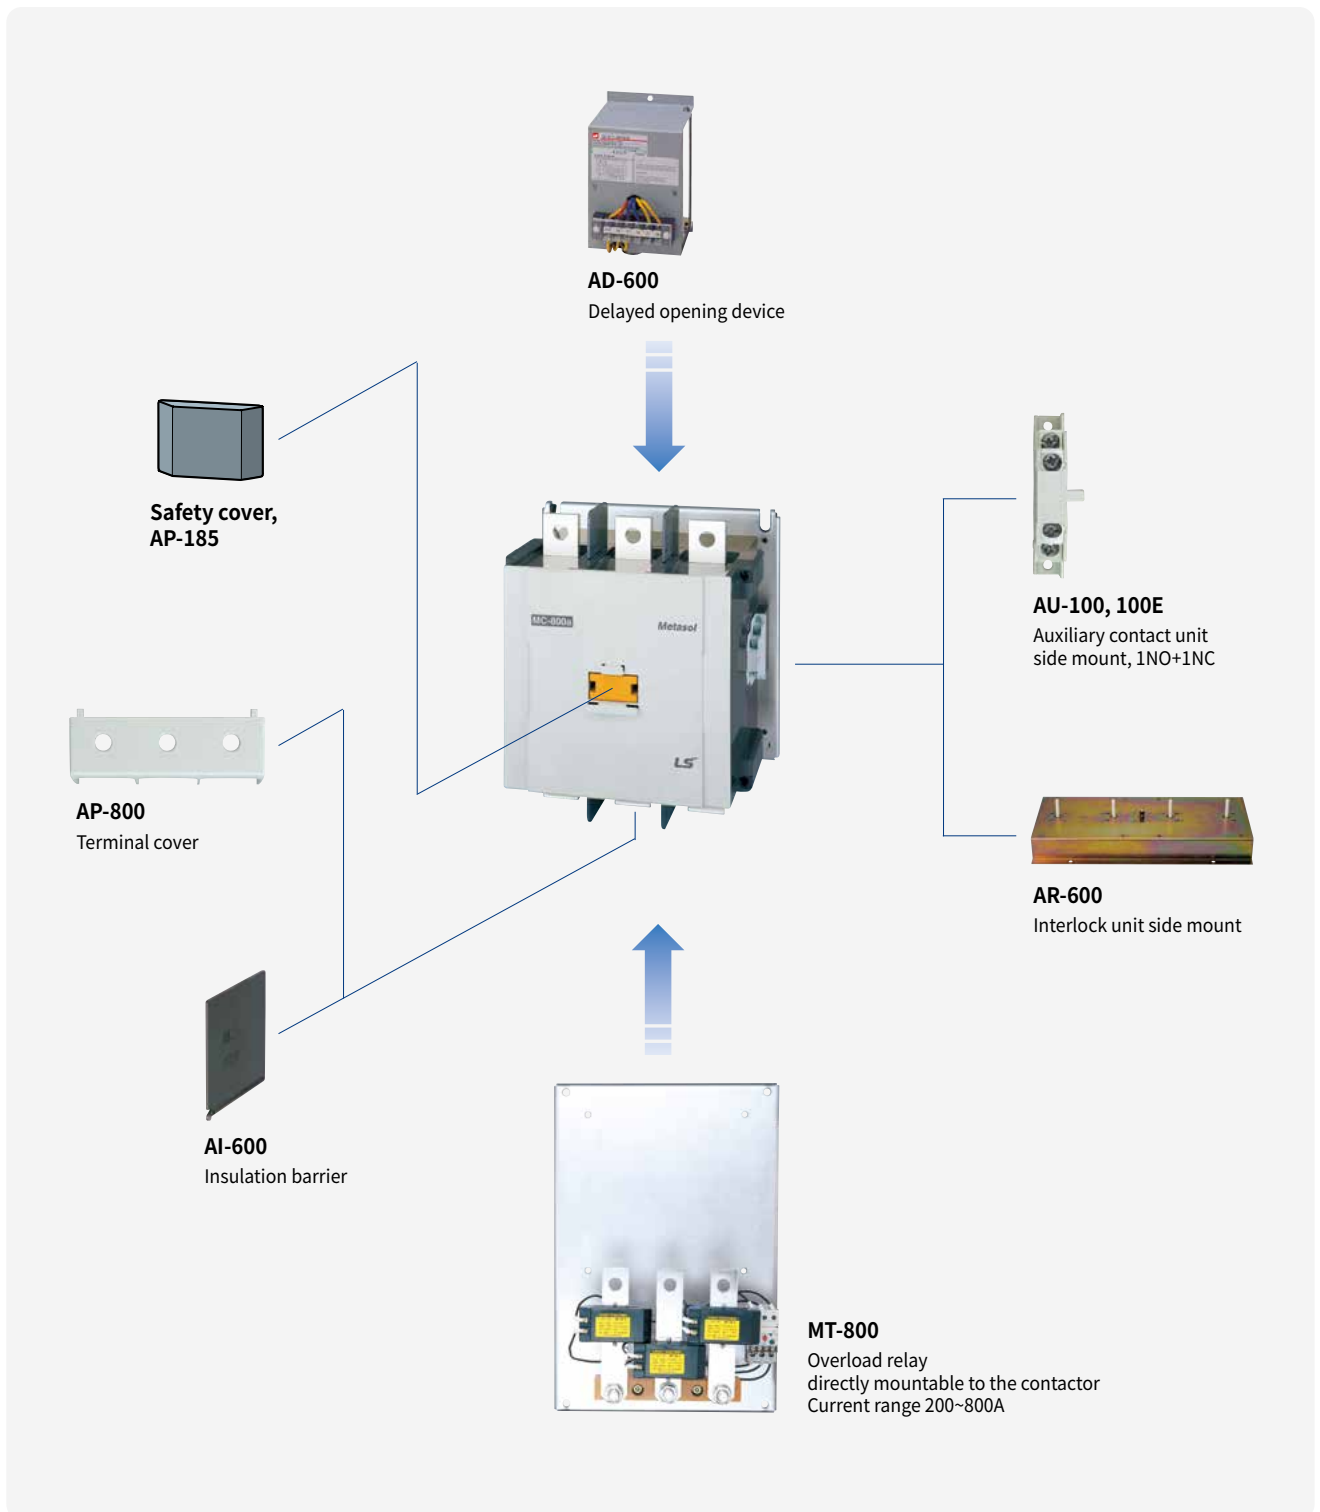 AD-600
Delayed opening device
Safety cover,
AP-185
MC-800a
Metasol
LS
AU-100, 100E
Auxiliary contact unit
side mount, 1NO+1NC
AP-800
Terminal cover
AR-600
Interlock unit side mount
AI-600
Insulation barrier
MT-800
Overload relay
directly mountable to the contactor
Current range 200~800A